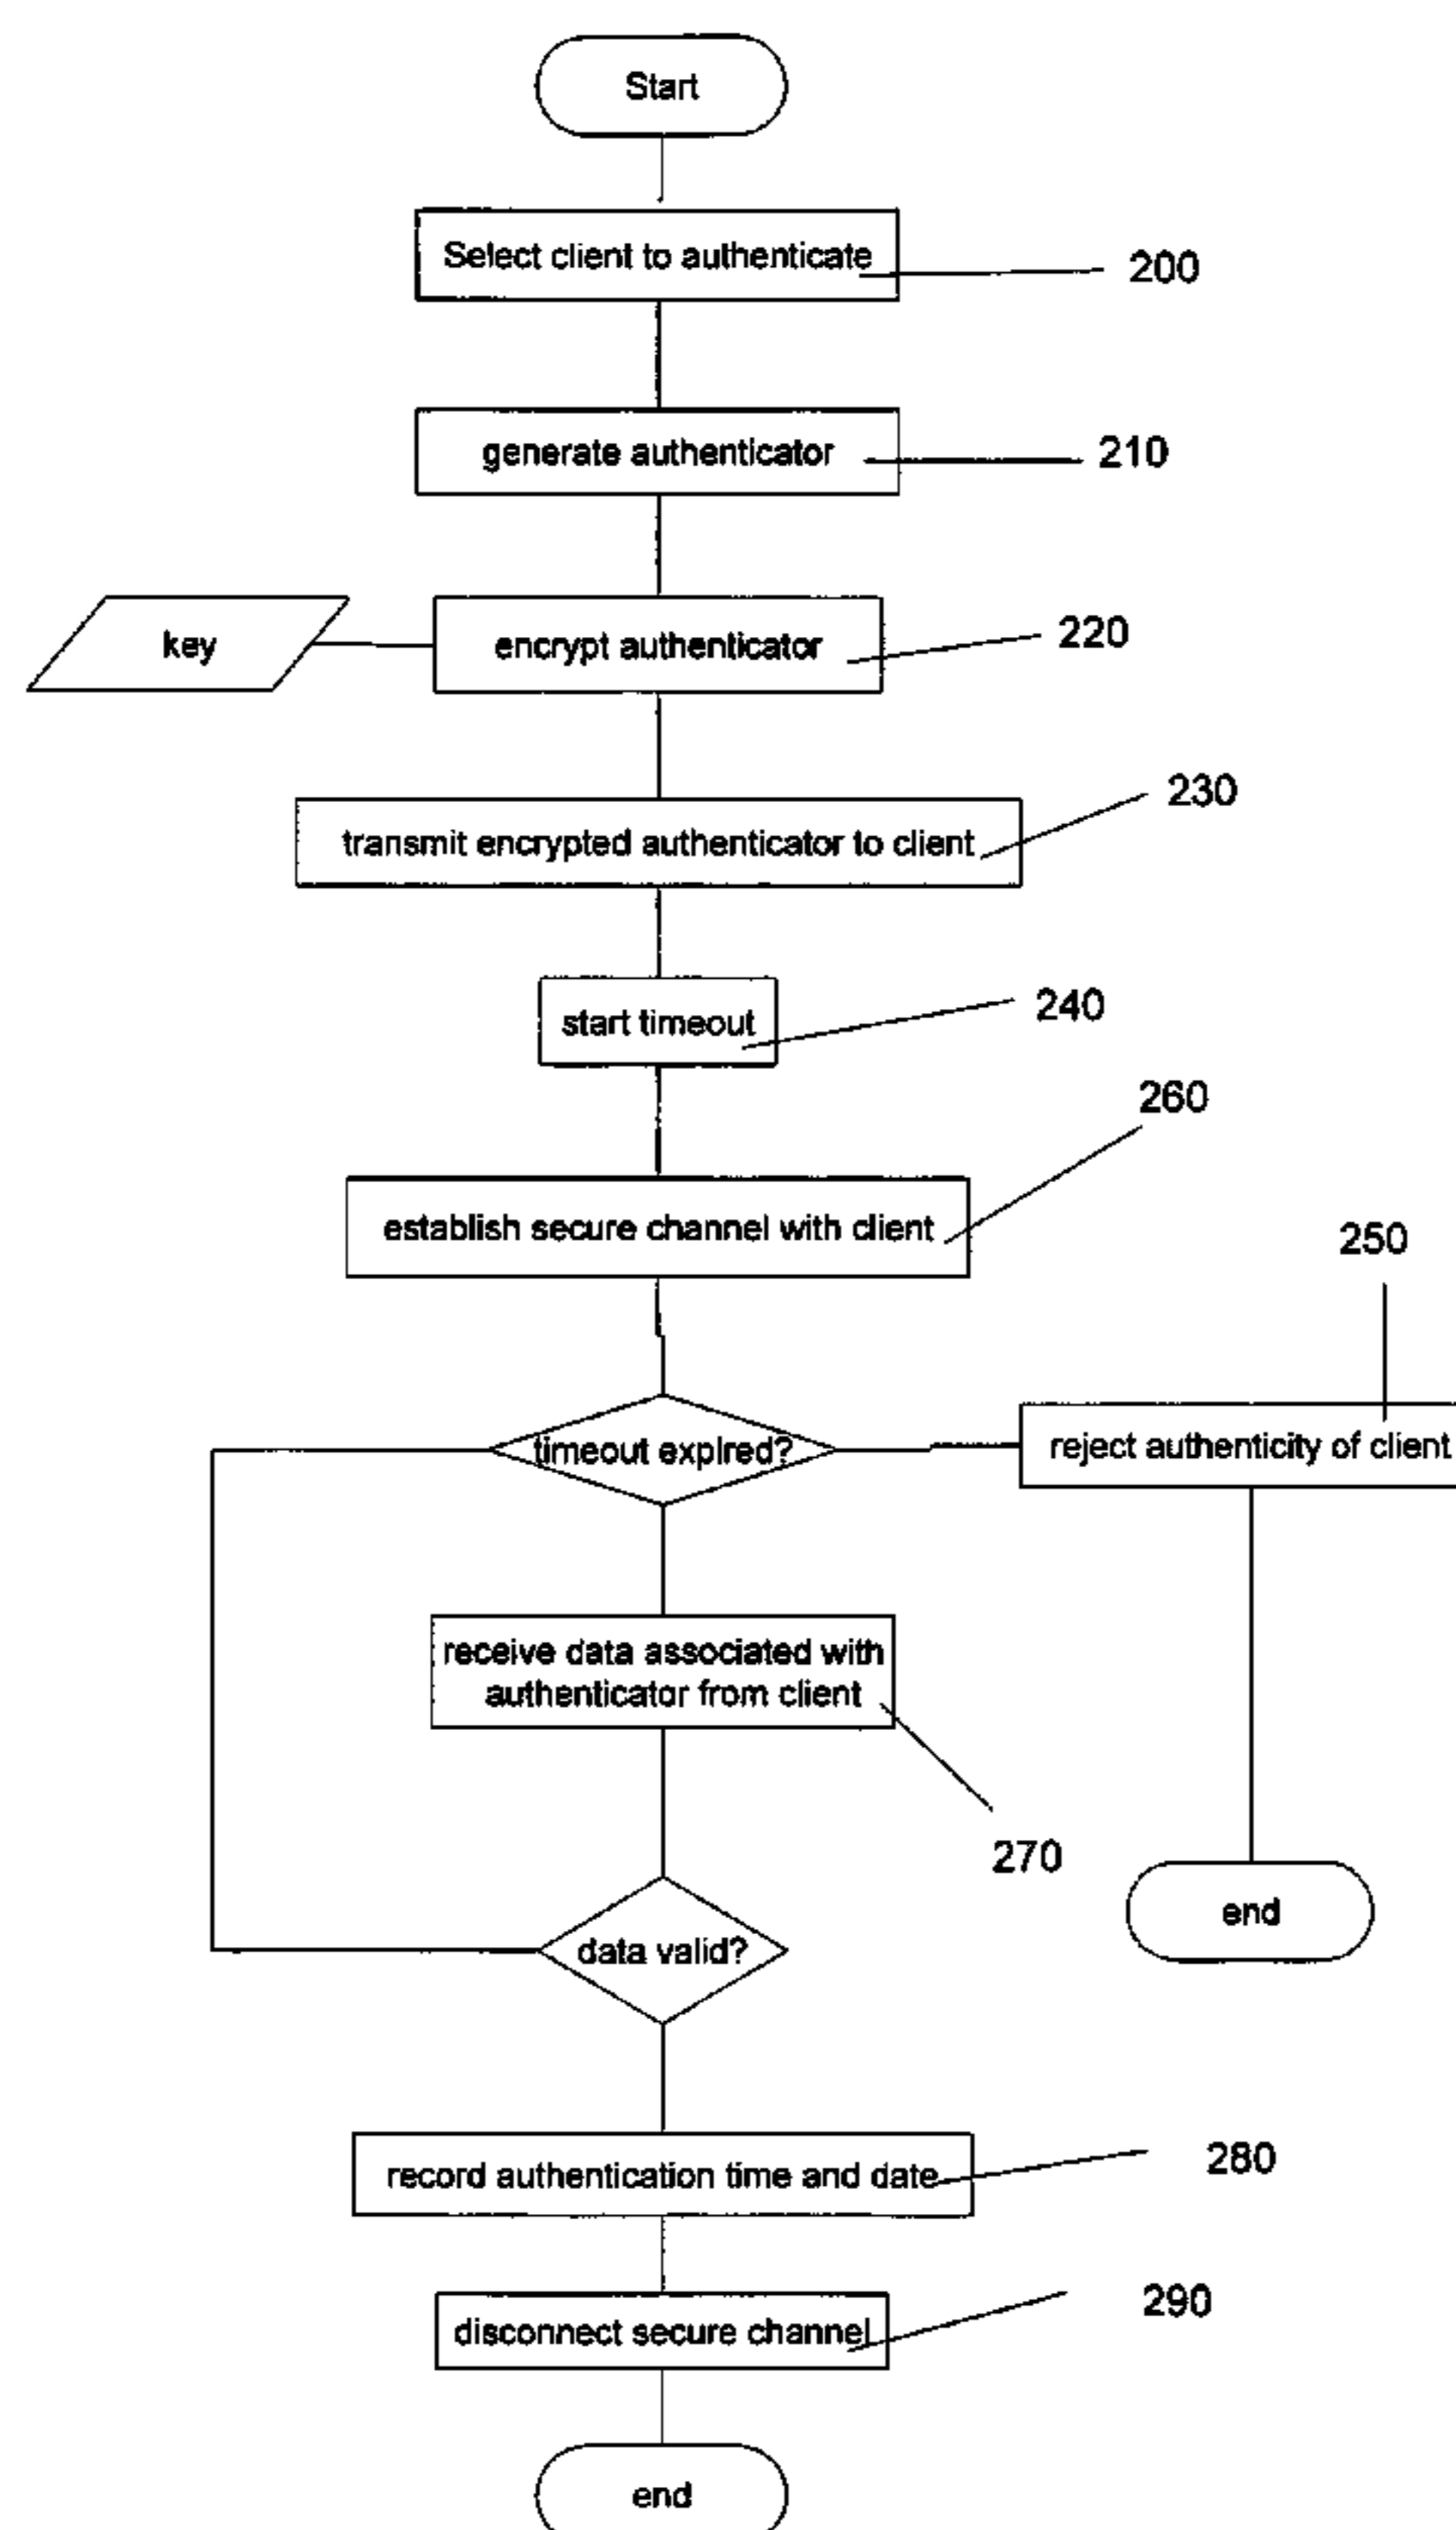 Start
Select client to authenticate
200
generate authenticator
210
key
encrypt authenticator
220
230
transmit encrypted authenticator to client
start timeout
240
260
establish secure channel with client
250
timeout expired?
reject authenticity of client
receive data associated with
authenticator from client
270
end
data valid?
record authentication time and date
280
290
disconnect secure channel
end